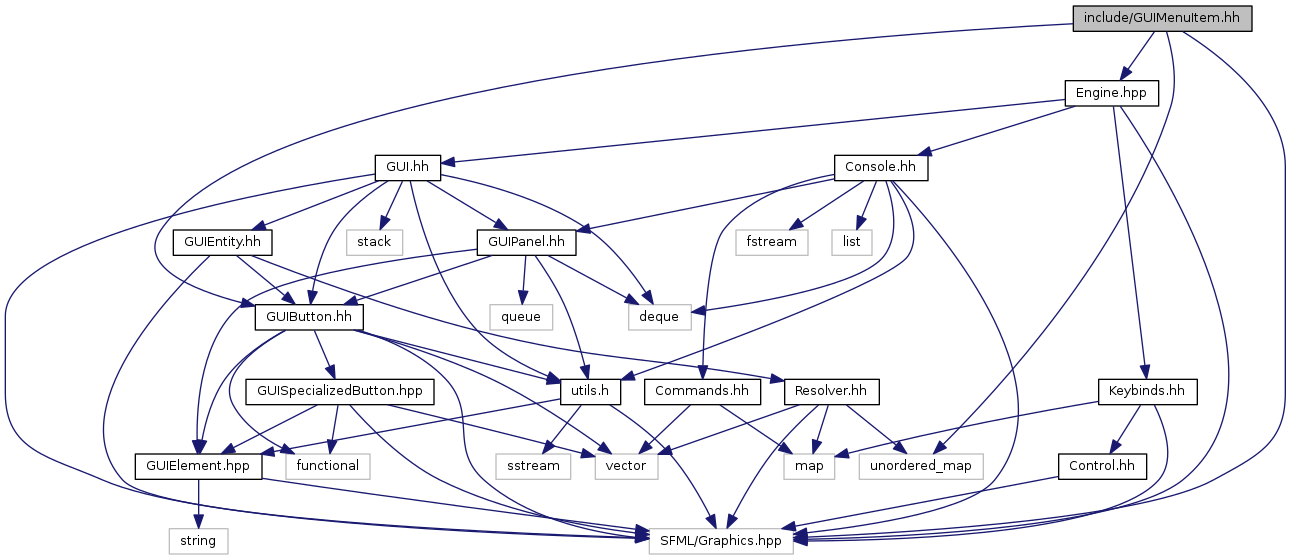 include/GUIMenuItem.hh
Engine.hpp
GUI.hh
Console.hh
GUIEntity.hh
stack
GUIPanel.hh
fstream
list
GUIButton.hh
queue
deque
GUISpecializedButton.hpp
utils.h
Commands.hh
Resolver.hh
Keybinds.hh
GUIElement.hpp
functional
sstream
vector
map
unordered_map
Control.hh
string
SFML/Graphics.hpp